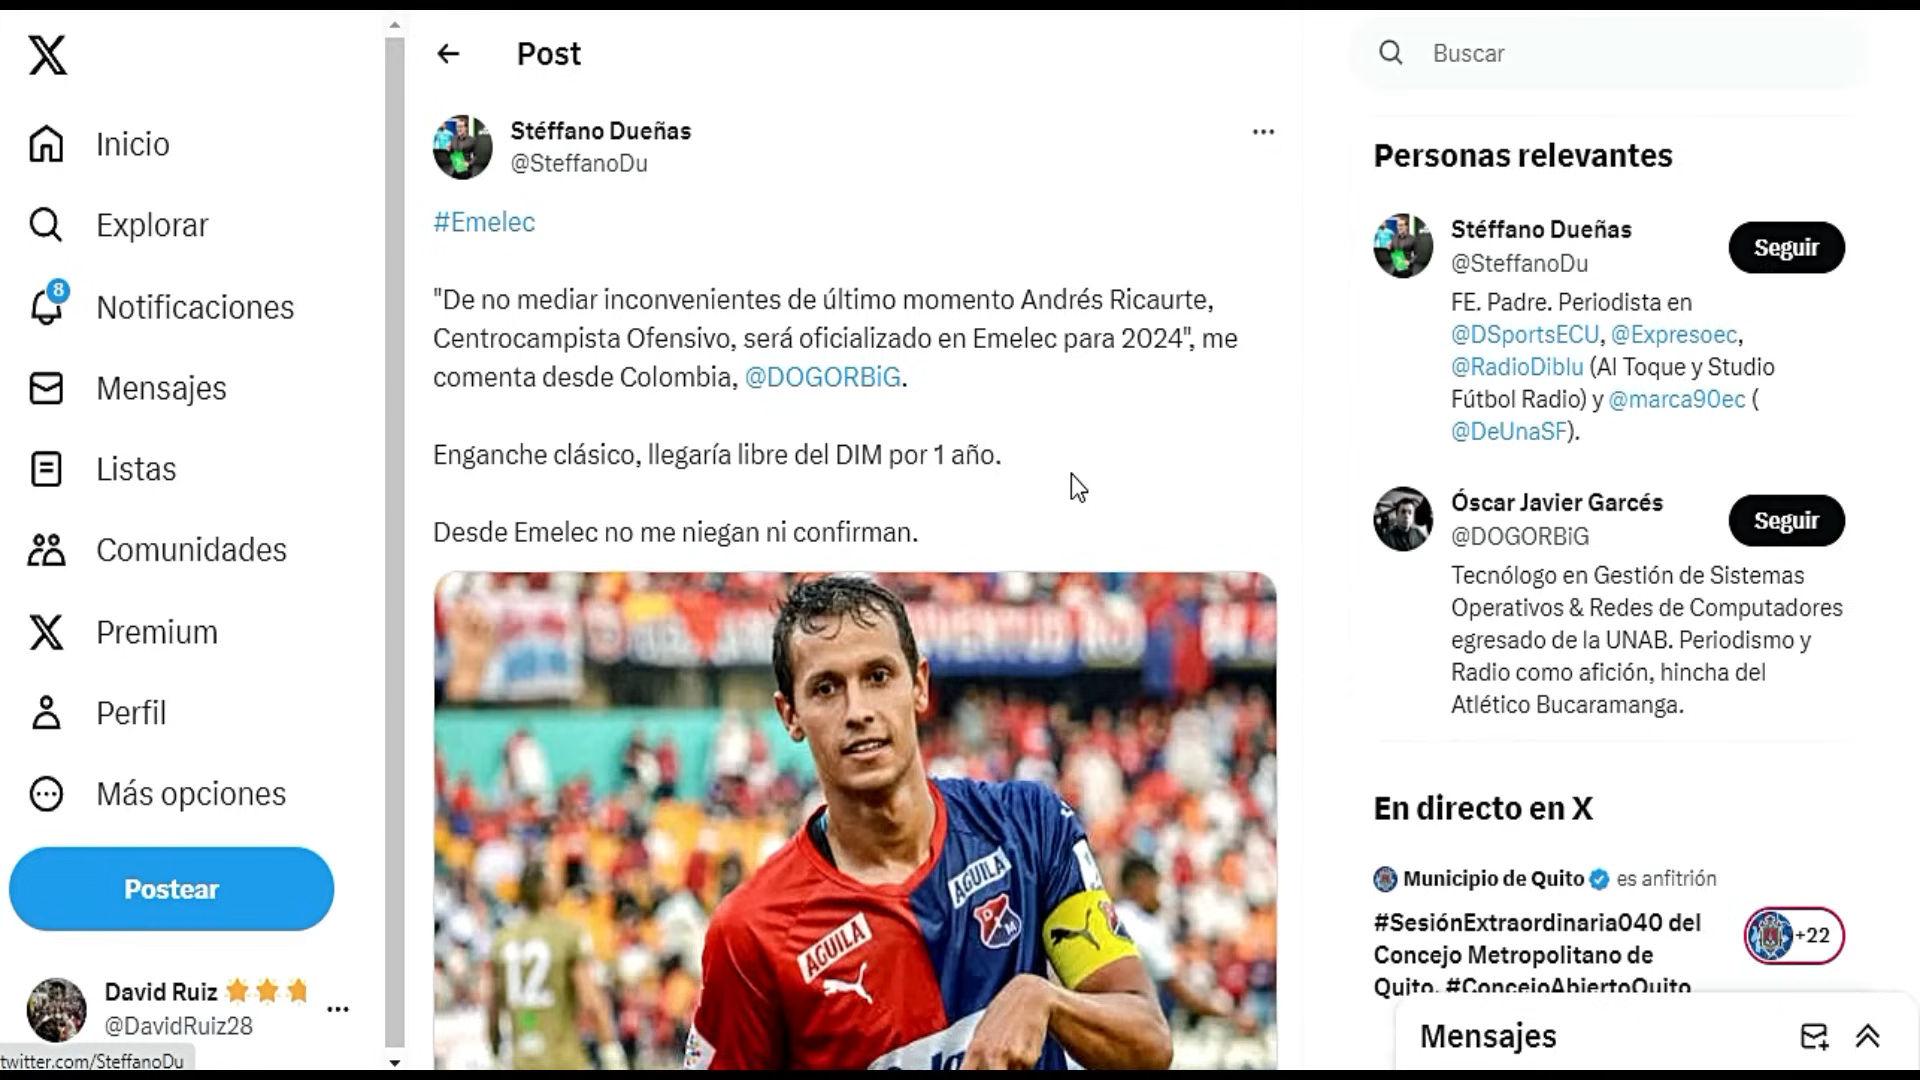 Inicio
Explorar
8
Notificaciones
Mensajes
Listas
Comunidades
Premium
Perfil
Más opciones
Postear
David Ruiz
@DavidRuiz28
twitter.com/SteffanoDu
Post
Stéffano Dueñas
@SteffanoDu
#Emelec
"De no mediar inconvenientes de último momento Andrés Ricaurte,
Centrocampista Ofensivo, será oficializado en Emelec para 2024", me
comenta desde Colombia, @DOGORBiG.
Enganche clásico, llegaría libre del DIM por 1 año.
Desde Emelec no me niegan ni confirman.
AGUILA
AGUILA
12
Buscar
Personas relevantes
Stéffano Dueñas
Seguir
@SteffanoDu
FE. Padre. Periodista en
@DSportsECU, @Expresoec,
@RadioDiblu (Al Toque y Studio
Fútbol Radio) y @marca90ec (
@DeUnaSF).
Óscar Javier Garcés
Seguir
@DOGORBiG
Tecnólogo en Gestión de Sistemas
Operativos & Redes de Computadores
egresado de la UNAB. Periodismo y
Radio como afición, hincha del
Atlético Bucaramanga.
En directo en X
Municipio de Quito es anfitrión
#SesiónExtraordinaria040 del
Concejo Metropolitano de
Quito. #ConcejoAbiertoQuito
+22
Mensajes